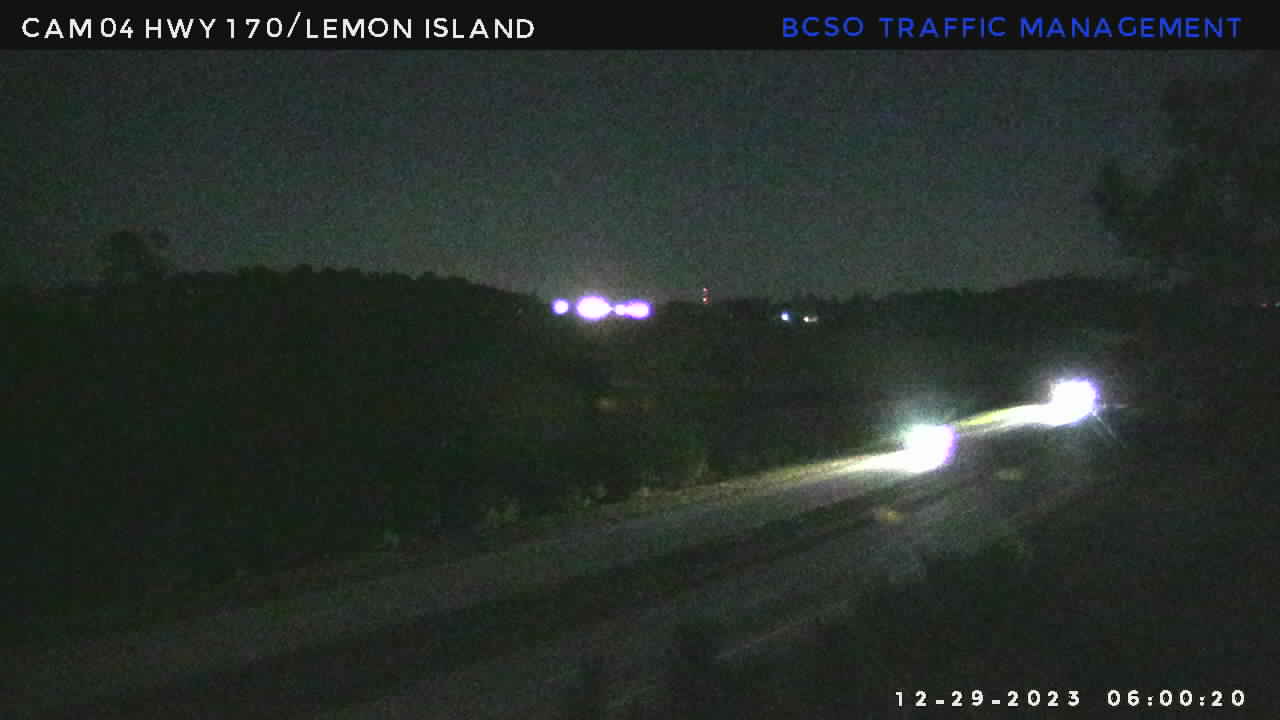 CAM04 HWY 170/LEMON ISLAND
BCSO TRAFFIC MANAGEMENT
12-29-2023 06:00:20